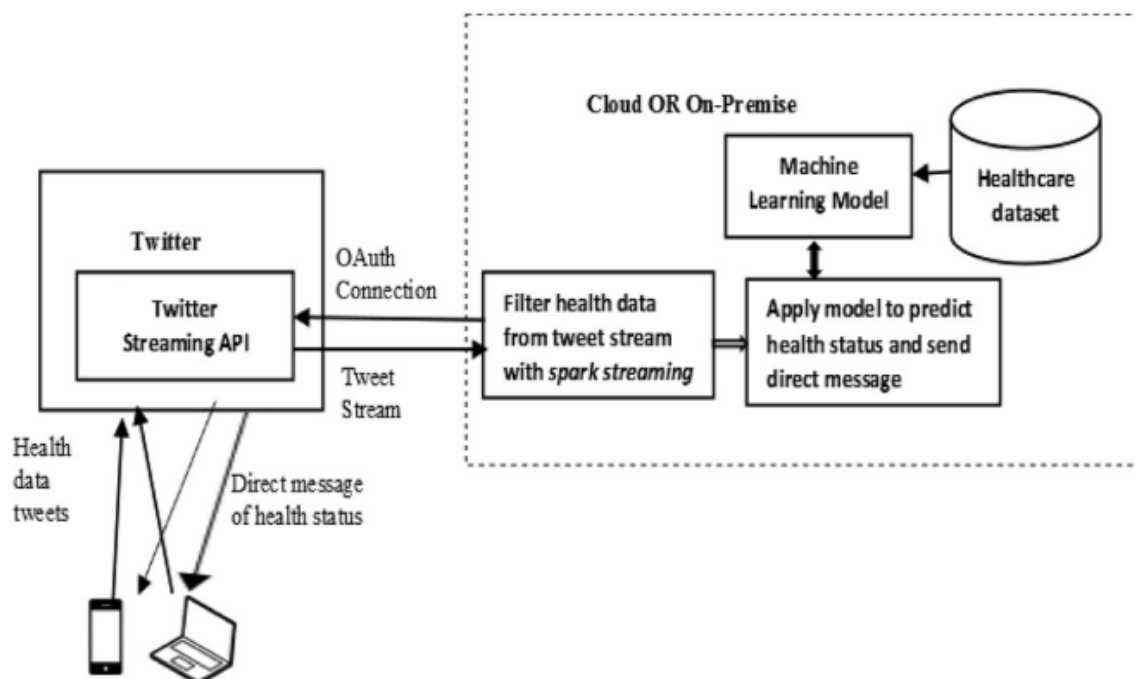 Cloud OR On-Premise
Machine
Learning Model
Healthcare
dataset
Twitter
Twitter
Streaming API
OAuth
Connection
Tweet
Stream
Filter health data
from tweet stream
with spark streaming
Apply model to predict
health status and send
direct message
Health
data
tweets
Direct message
of health status